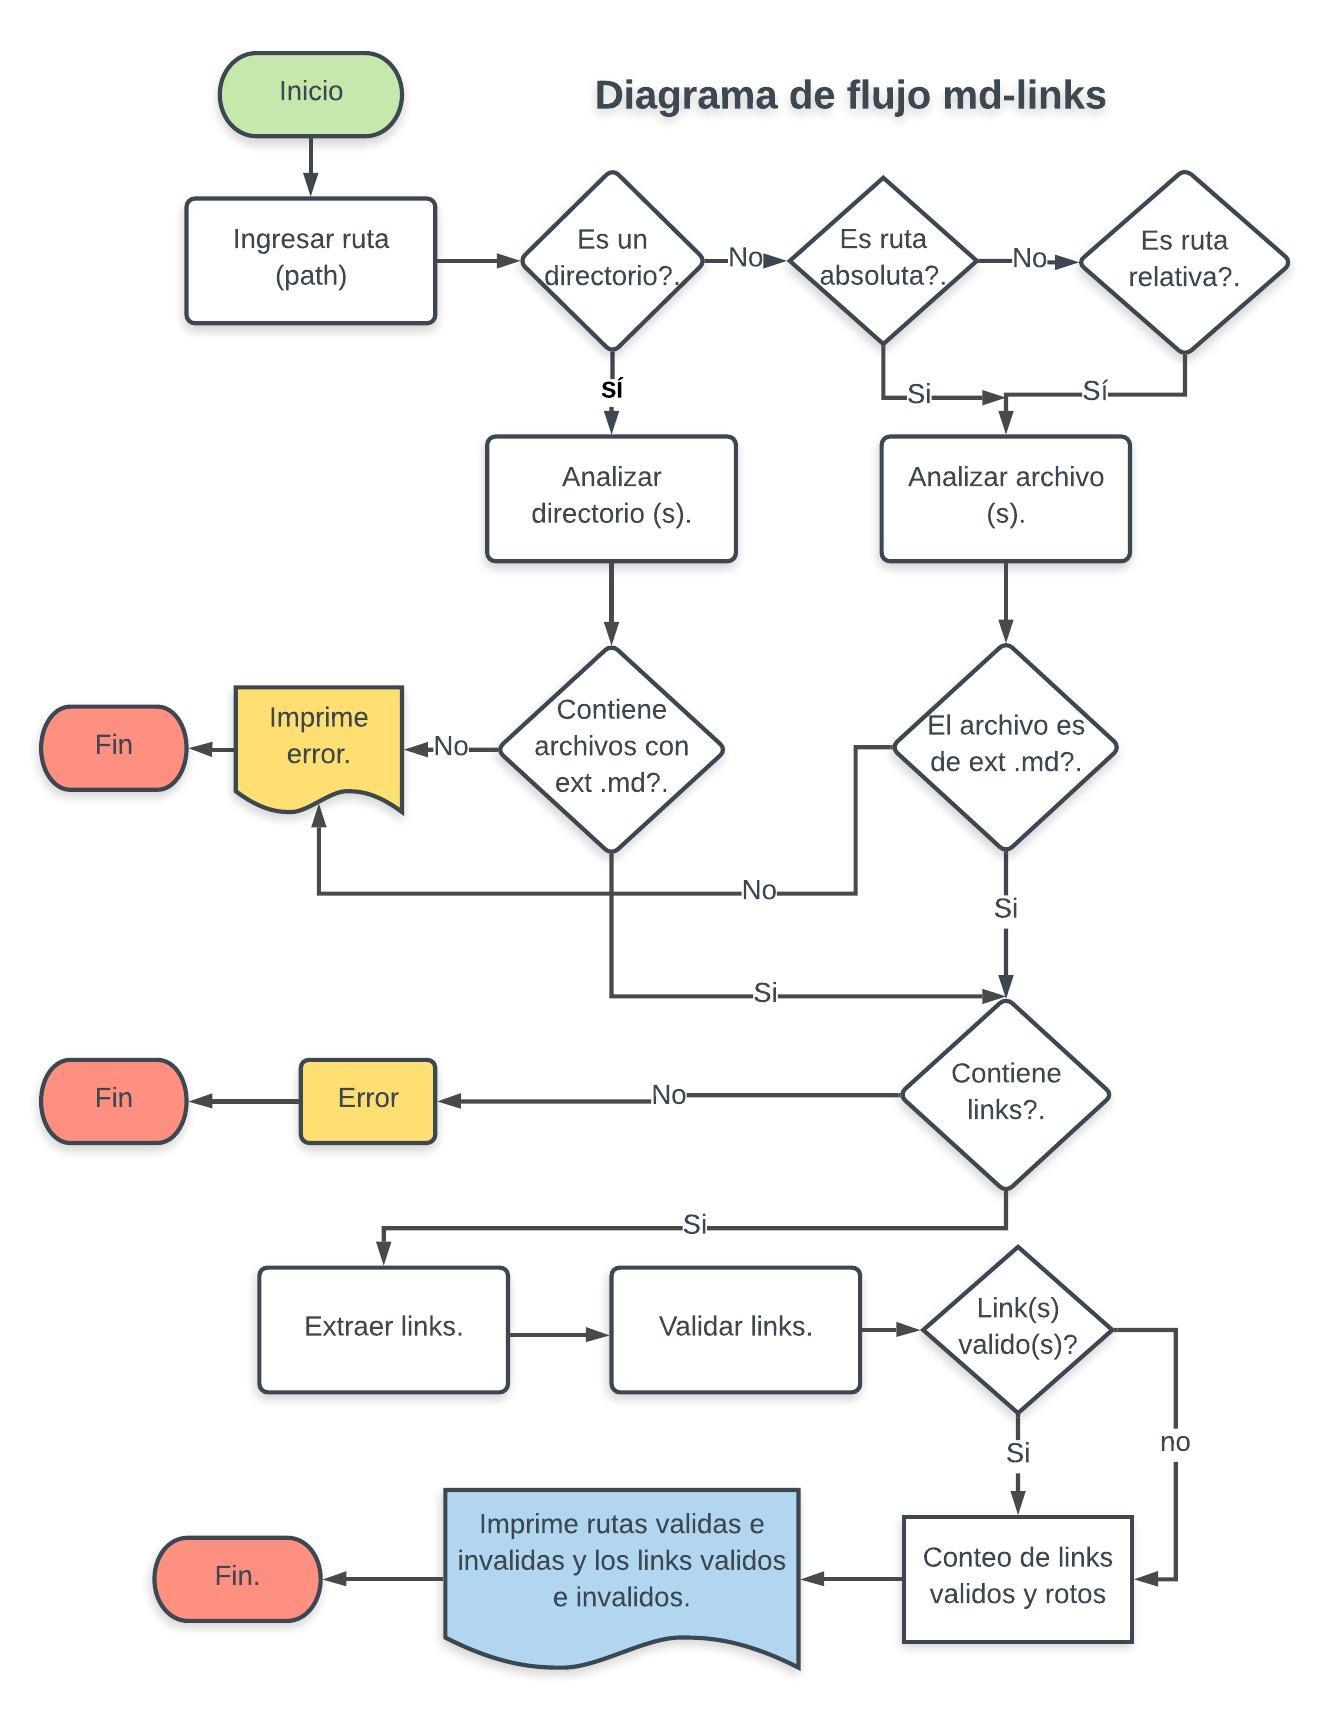 Inicio
Diagrama de flujo md-links
Ingresar ruta
(path)
Es un
directorio?.
No
Es ruta
absoluta?.
No
Es ruta
relativa?.
SÍ
Si
Sí
Analizar
directorio (s).
Analizar archivo
(s).
Fin
Imprime
error.
No
Contiene
archivos con
ext .md?.
El archivo es
de ext .md?.
No
Si
Si
Fin
Error
No
Contiene
links?.
Si
Extraer links.
Validar links.
Link(s)
valido(s)?
no
Si
Fin.
Imprime rutas validas e
invalidas y los links validos
e invalidos.
Conteo de links
validos y rotos